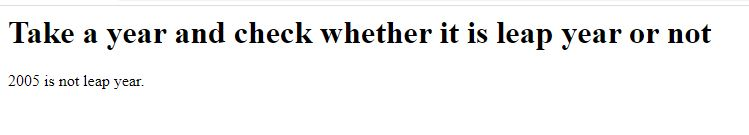 Take a year and check whether it is leap year or not
2005 is not leap year.